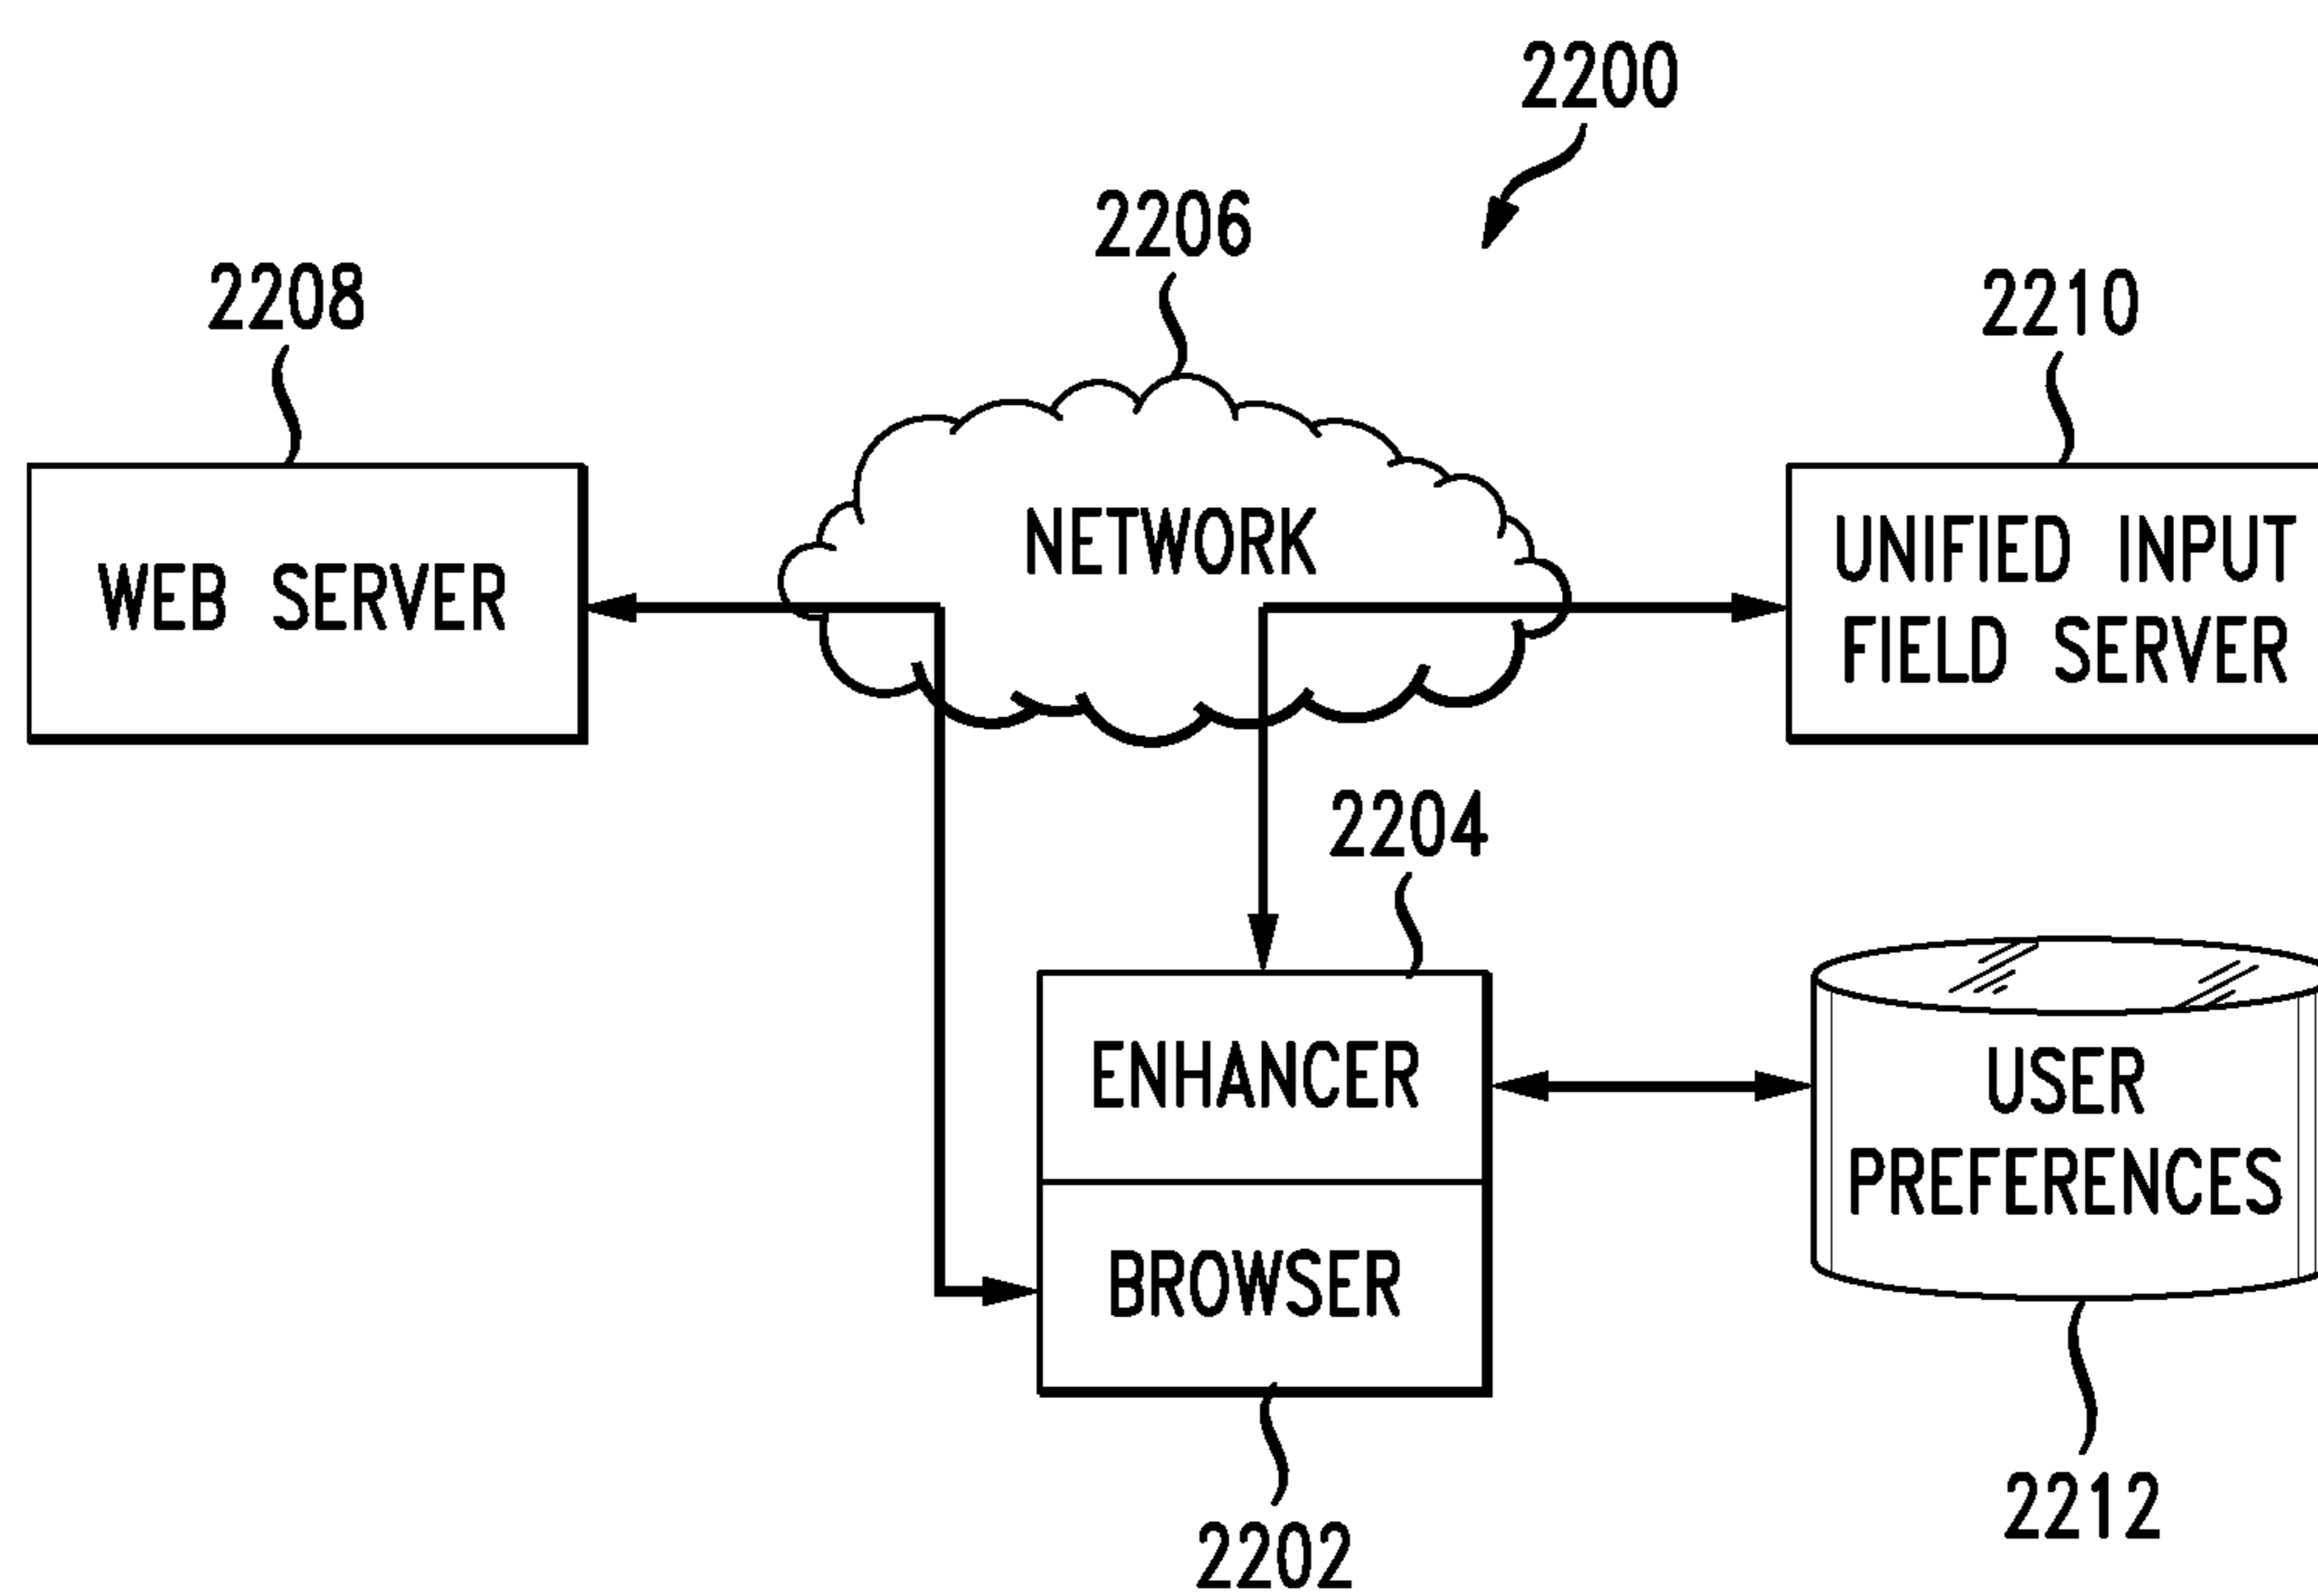 2200
2206
2208
2210
NETWORK
WEB SERVER
UNIFIED INPUT
FIELD SERVER
2204
ENHANCER
USER
PREFERENCES
BROWSER
2212
2202